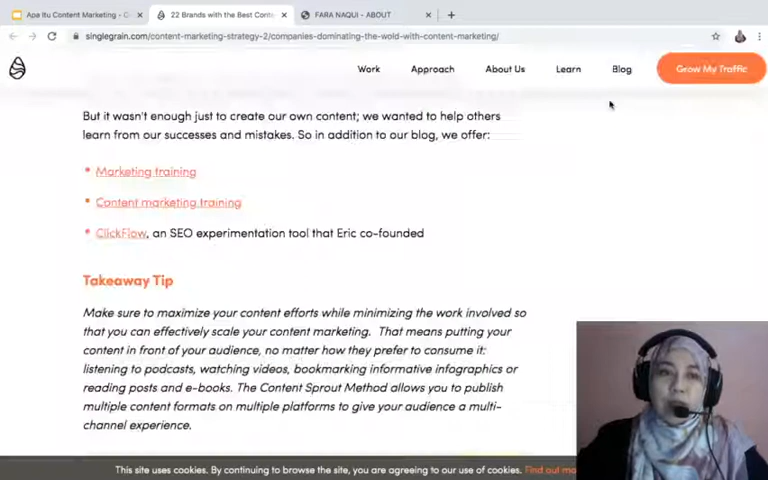 Apa Itu Content Marketing - G
22 Brands with the Best Conte
FARA NAQUI - ABOUT
singlegrain.com/content-marketing-strategy-2/companies-dominating-the-wold-with-content-marketing/
Work
Approach
About Us
Learn
Blog
Grow My Traffic
But it wasn't enough just to create our own content; we wanted to help others
learn from our successes and mistakes. So in addition to our blog, we offer:
Marketing training
Content marketing training
ClickFlow, an SEO experimentation tool that Eric co-founded
Takeaway Tip
Make sure to maximize your content efforts while minimizing the work involved so
that you can effectively scale your content marketing. That means putting your
content in front of your audience, no matter how they prefer to consume it:
listening to podcasts, watching videos, bookmarking informative infographics or
reading posts and e-books. The Content Sprout Method allows you to publish
multiple content formats on multiple platforms to give your audience a multi-
channel experience.
This site uses cookies. By continuing to browse the site, you are agreeing to our use of cookies. Find out mo